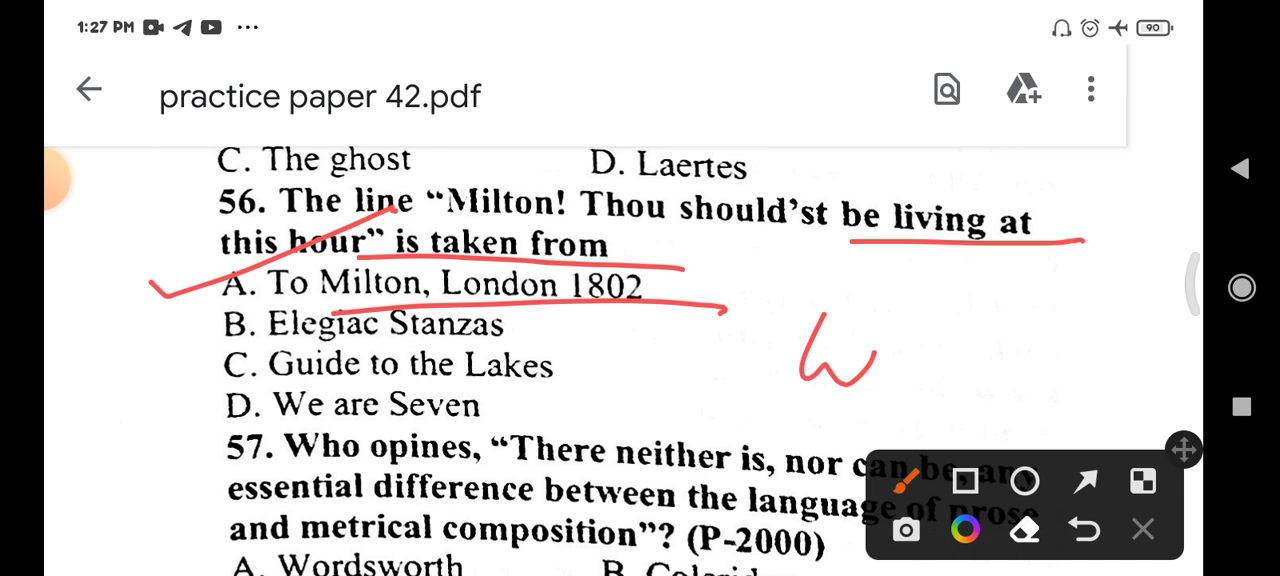 1:27 PM ...
90
practice paper 42.pdf
C. The ghost D. Laertes
56. The line “Milton! Thou should’st be living at
this hour” is taken from
A. To Milton, London 1802
B. Elegiac Stanzas
C. Guide to the Lakes
D. We are Seven
W
57. Who opines, “There neither is, nor can be, any
essential difference between the language of prose
and metrical composition”? (P-2000)
A. Wordsworth B.